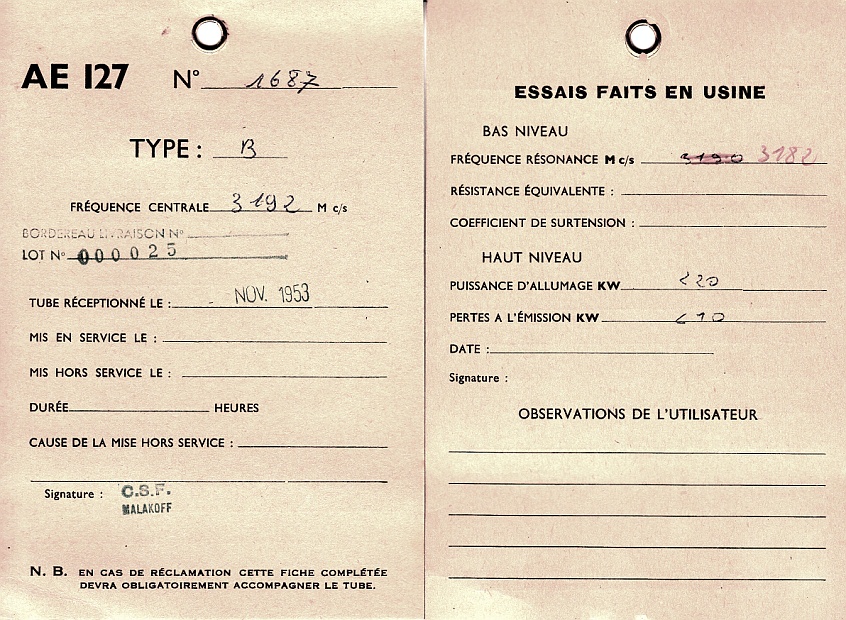 AE 127 N° 1687
TYPE : B
FRÉQUENCE CENTRALE 3192 M c/s
BORDEREAU LIVRAISON N°
LOT N° 000025
TUBE RÉCEPTIONNÉ LE : - NOV. 1953
MIS EN SERVICE LE :
MIS HORS SERVICE LE :
DURÉE HEURES
CAUSE DE LA MISE HORS SERVICE :
Signature : C.S.F.
MALAKOFF
N. B. EN CAS DE RÉCLAMATION CETTE FICHE COMPLÉTÉE
DEVRA OBLIGATOIREMENT ACCOMPAGNER LE TUBE.
ESSAIS FAITS EN USINE
BAS NIVEAU
FRÉQUENCE RÉSONANCE M c/s 3190 3182
RÉSISTANCE ÉQUIVALENTE :
COEFFICIENT DE SURTENSION :
HAUT NIVEAU
PUISSANCE D'ALLUMAGE KW < 20
PERTES A L'ÉMISSION KW < 10
DATE :
Signature :
OBSERVATIONS DE L'UTILISATEUR